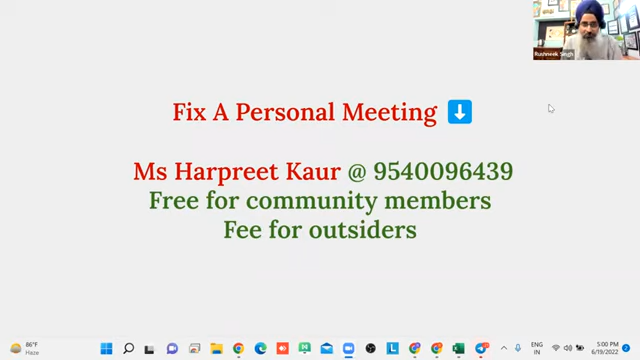 Rushneek Singh
Fix A Personal Meeting ⬇
Ms Harpreet Kaur @ 9540096439
Free for community members
Fee for outsiders
86°F
Haze
ENG
IN
5:00 PM
6/19/2022